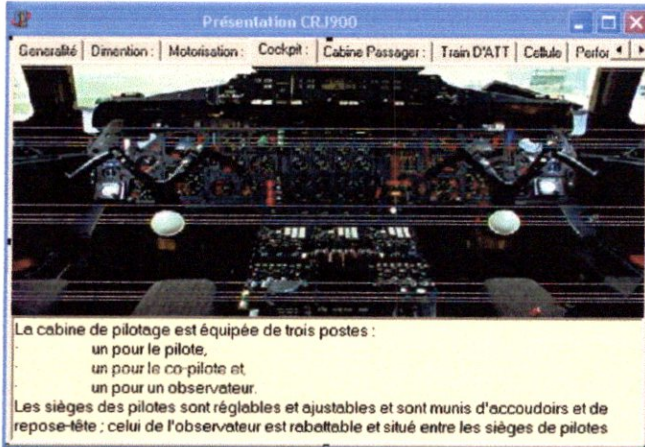 Présentation CRJ900
Generalité Dimention : Motorisation : Cockpit : Cabine Passager : Train D'ATT Cellule Perfor
La cabine de pilotage est équipée de trois postes :
un pour le pilote,
un pour le co-pilote et,
un pour un observateur.
Les sièges des pilotes sont réglables et ajustables et sont munis d'accoudoirs et de
repose-tête ; celui de l'observateur est rabattable et situé entre les sièges de pilotes